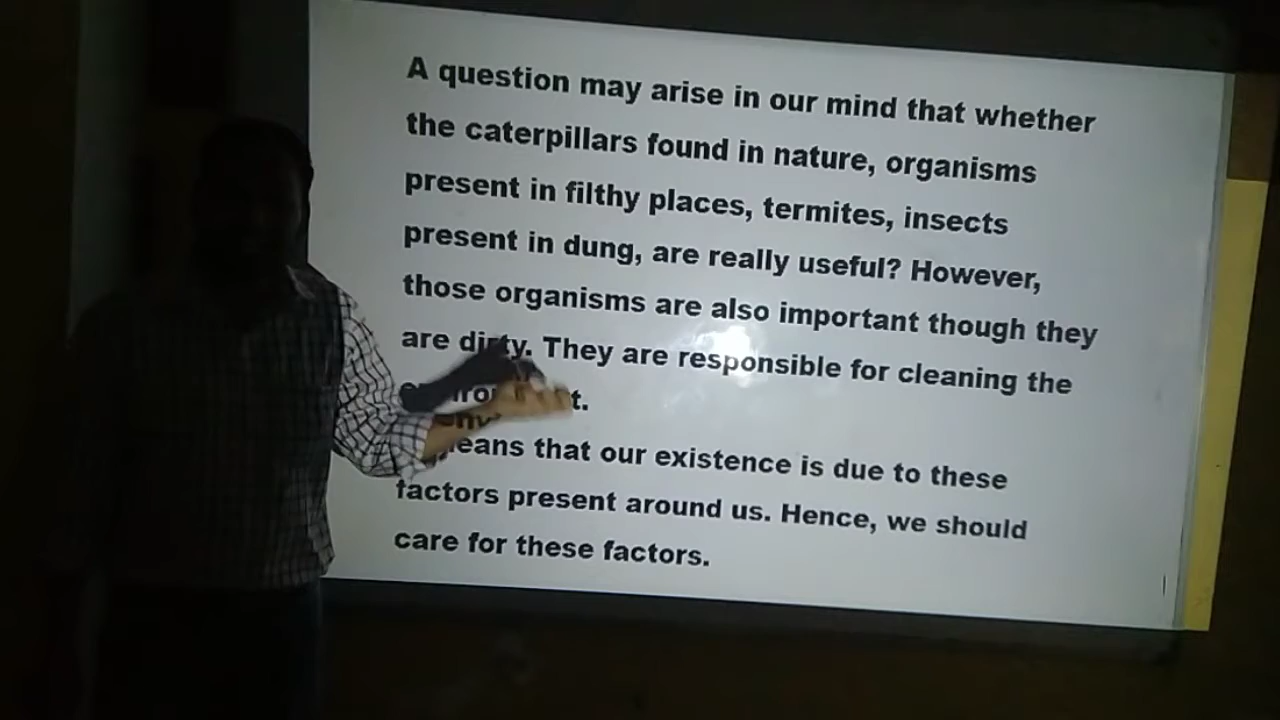 A question may arise in our mind that whether
the caterpillars found in nature, organisms
present in filthy places, termites, insects
present in dung, are really useful? However,
those organisms are also important though they
are dirty. They are responsible for cleaning the
environment.
means that our existence is due to these
factors present around us. Hence, we should
care for these factors.